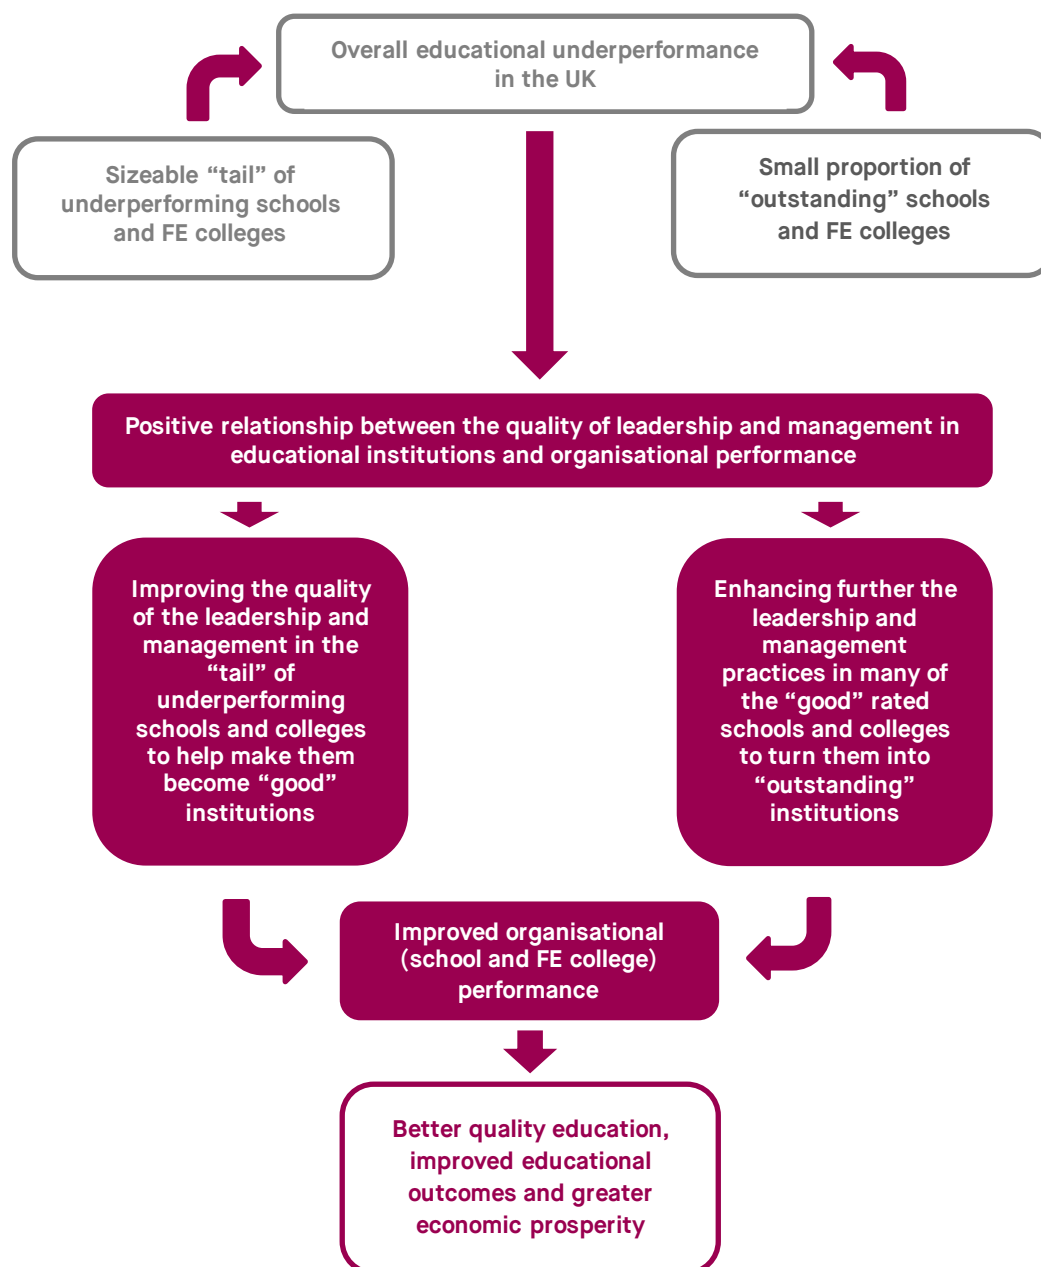 Overall educational underperformance
in the UK
Sizeable “tail” of
underperforming schools
and FE colleges
Small proportion of
“outstanding” schools
and FE colleges
Positive relationship between the quality of leadership and management in
educational institutions and organisational performance
Improving the quality
of the leadership and
management in the
“tail” of
underperforming
schools and colleges
to help make them
become “good”
institutions
Enhancing further the
leadership and
management
practices in many of
the “good” rated
schools and colleges
to turn them into
“outstanding”
institutions
Improved organisational
(school and FE college)
performance
Better quality education,
improved educational
outcomes and greater
economic prosperity